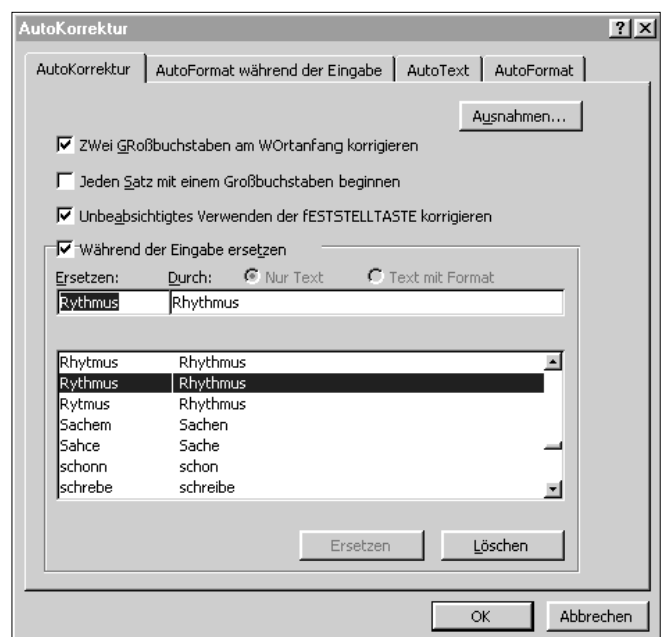 AutoKorrektur
AutoKorrektur AutoFormat während der Eingabe AutoText AutoFormat
Ausnahmen...
ZWei GRoßbuchstaben am WOrtanfang korrigieren
Jeden Satz mit einem Großbuchstaben beginnen
Unbeabsichtigtes Verwenden der fESTSTELLTASTE korrigieren
Während der Eingabe ersetzen
Ersetzen: Durch: Nur Text Text mit Format
Rythmus Rhythmus
Rhytmus Rhythmus
Rythmus Rhythmus
Rytmus Rhythmus
Sachem Sachen
Sahce Sache
schonn schon
schrebe schreibe
Ersetzen Löschen
OK Abbrechen